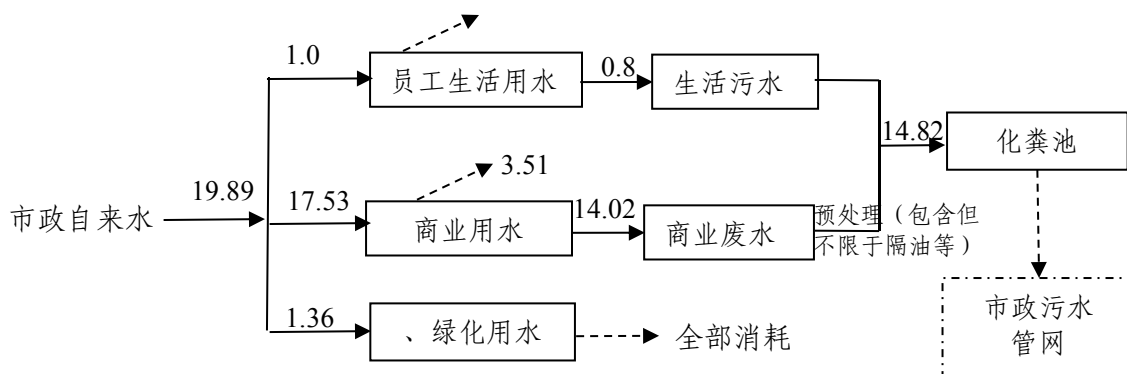 1.0
员工生活用水
0.8
生活污水
14.82
化粪池
3.51
市政自来水
19.89
17.53
商业用水
14.02
商业废水
预处理（包含但
不限于隔油等）
1.36
、绿化用水
全部消耗
市政污水
管网